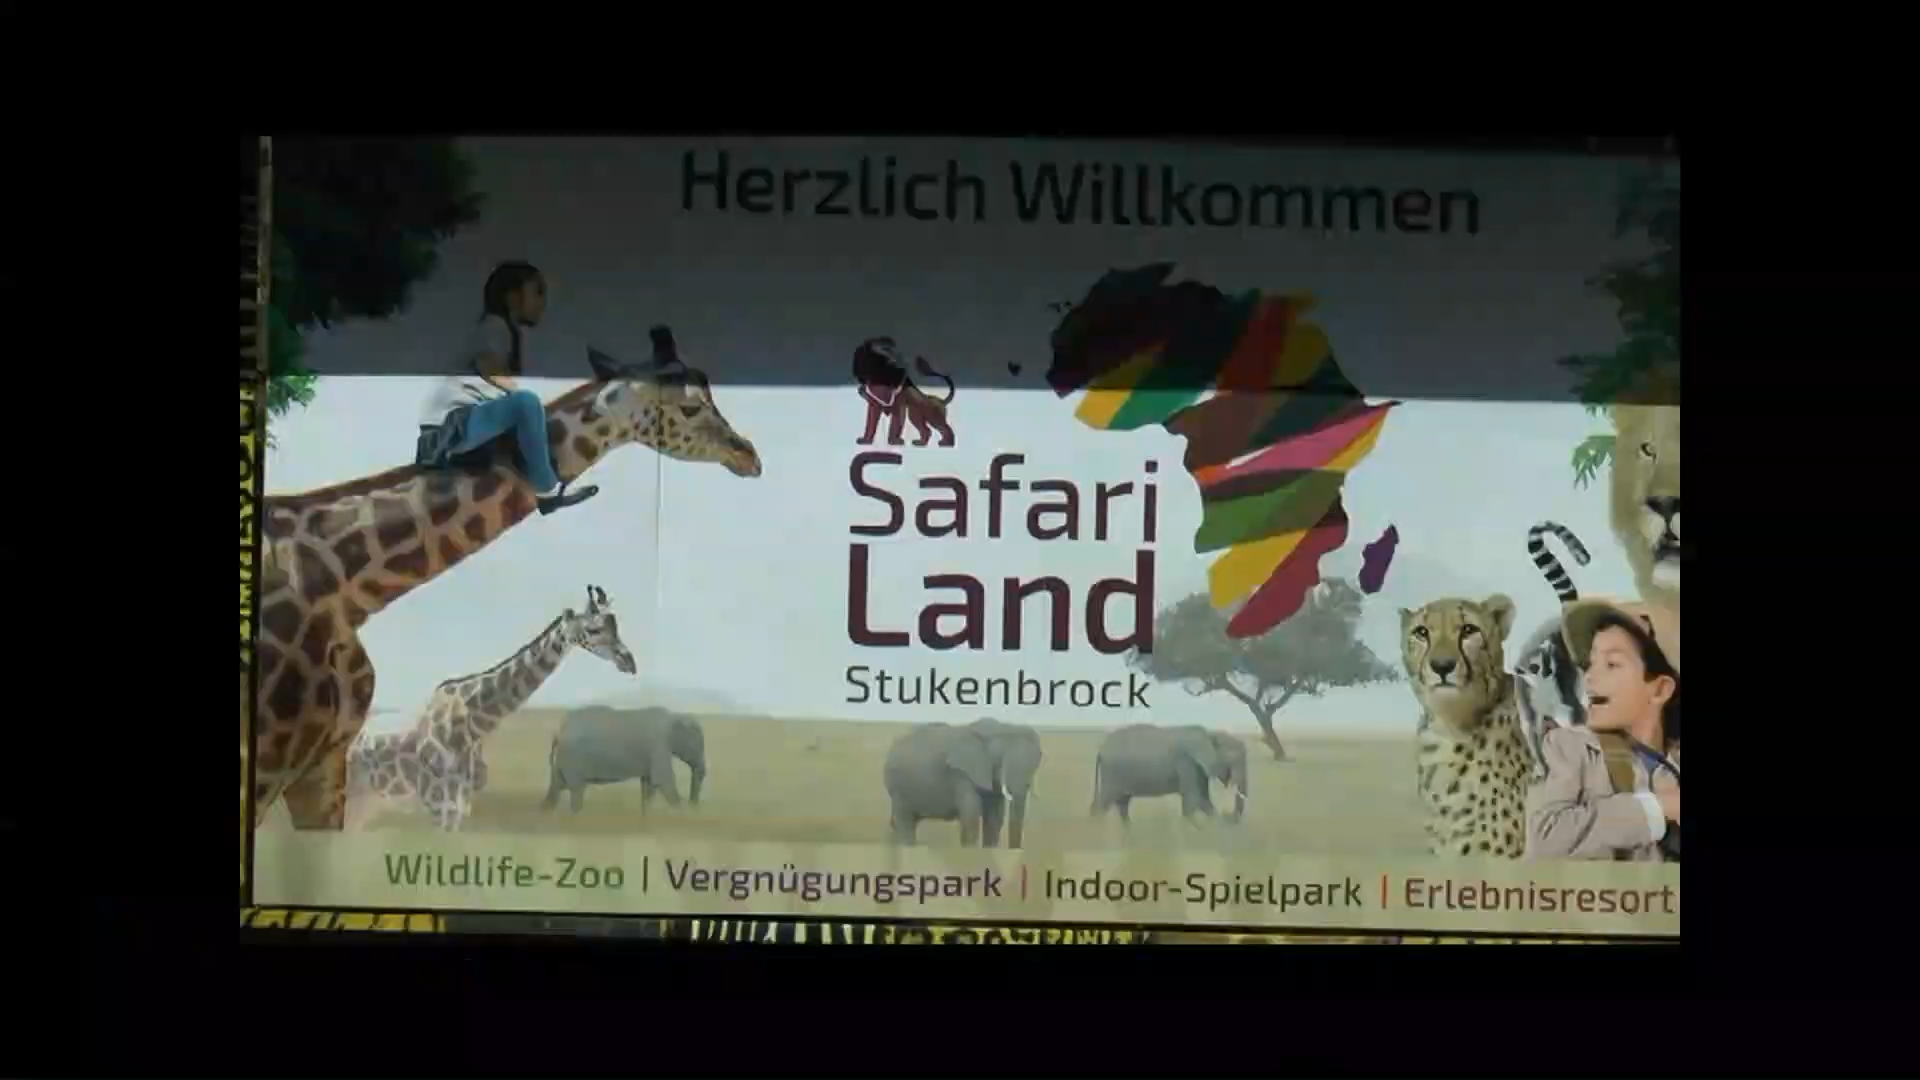 Herzlich Willkommen
Safari
Land
Stukenbrock
Wildlife-Zoo | Vergnügungspark | Indoor-Spielpark | Erlebnisresort